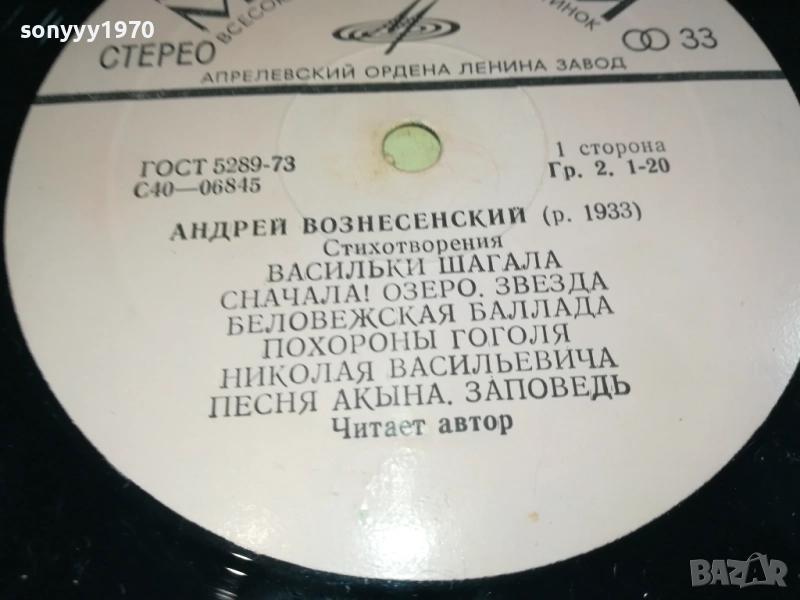 sonyyy1970
СТЕРЕО
33
АПРЕЛЕВСКИЙ ОРДЕНА ЛЕНИНА ЗАВОД
ГОСТ 5289-73
С40—06845
1 сторона
Гр. 2. 1-20
АНДРЕЙ ВОЗНЕСЕНСКИЙ (р. 1933)
Стихотворения
ВАСИЛЬКИ ШАГАЛА
СНАЧАЛА! ОЗЕРО. ЗВЕЗДА
БЕЛОВЕЖСКАЯ БАЛЛАДА
ПОХОРОНЫ ГОГОЛЯ
НИКОЛАЯ ВАСИЛЬЕВИЧА
ПЕСНЯ АКЫНА. ЗАПОВЕДЬ
Читает автор
BAZAR